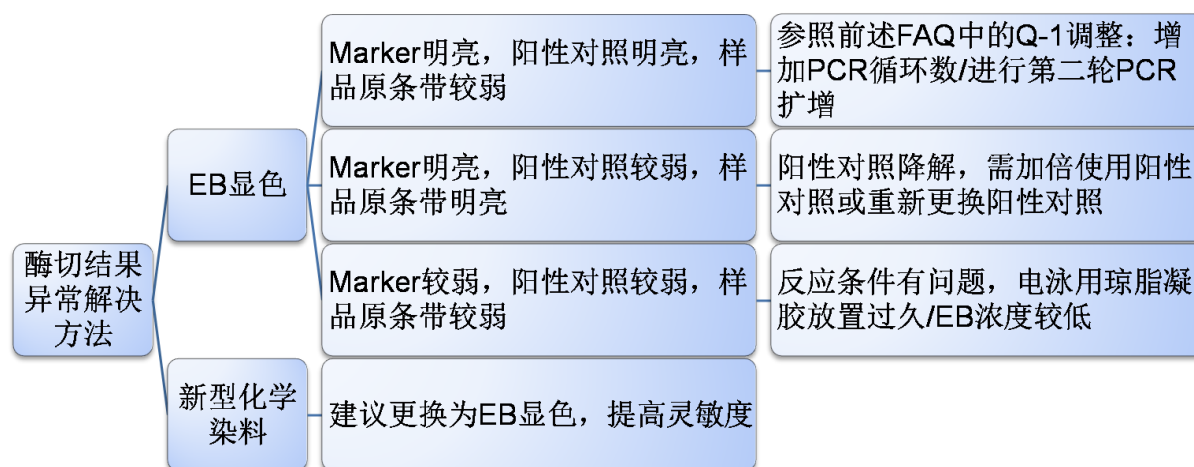 酶切结果
异常解决
方法
EB显色
Marker明亮，阳性对照明亮，样
品原条带较弱
参照前述FAQ中的Q-1调整：增
加PCR循环数/进行第二轮PCR
扩增
Marker明亮，阳性对照较弱，样
品原条带明亮
阳性对照降解，需加倍使用阳性
对照或重新更换阳性对照
Marker较弱，阳性对照较弱，样
品原条带较弱
反应条件有问题，电泳用琼脂凝
胶放置过久/EB浓度较低
新型化学
染料
建议更换为EB显色，提高灵敏度